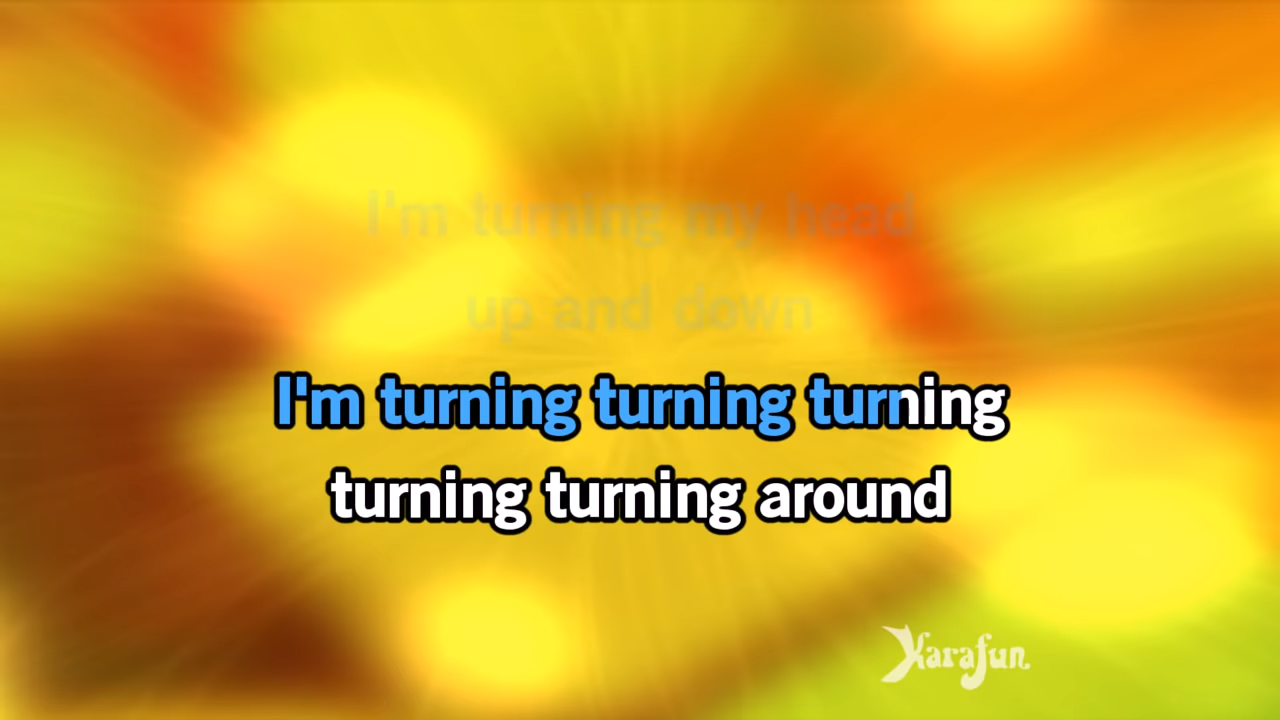 I'm turning my head
up and down
I'm turning turning turning
turning turning around
Karafun